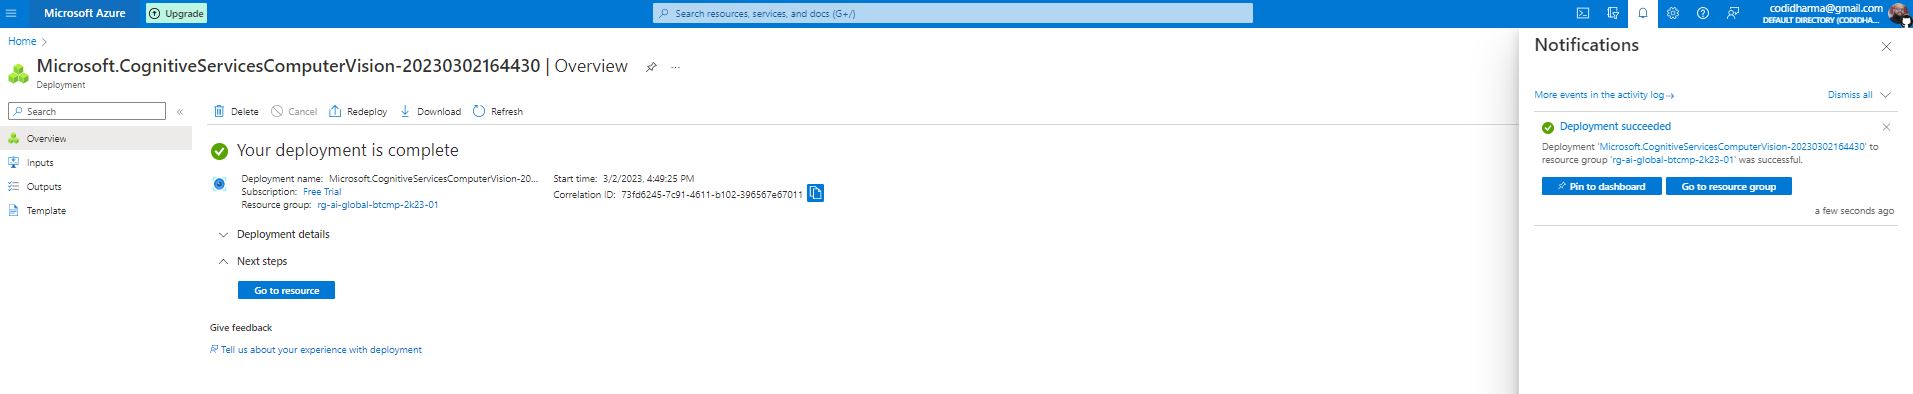 Microsoft Azure
Upgrade
Search resources, services, and docs (G+/)
codidharma@gmail.com
DEFAULT DIRECTORY (CODIDHA...
Home
Microsoft.CognitiveServicesComputerVision-20230302164430 | Overview
Deployment
Search
Overview
Inputs
Outputs
Template
Delete
Cancel
Redeploy
Download
Refresh
Your deployment is complete
Deployment name: Microsoft.CognitiveServicesComputerVision-20...
Subscription: Free Trial
Resource group: rg-ai-global-btcmp-2k23-01
Start time: 3/2/2023, 4:49:25 PM
Correlation ID: 73fd6245-7c91-4611-b102-396567e67011
Deployment details
Next steps
Go to resource
Give feedback
Tell us about your experience with deployment
Notifications
More events in the activity log→
Dismiss all
Deployment succeeded
Deployment 'Microsoft.CognitiveServicesComputerVision-20230302164430' to
resource group 'rg-ai-global-btcmp-2k23-01' was successful.
Pin to dashboard
Go to resource group
a few seconds ago